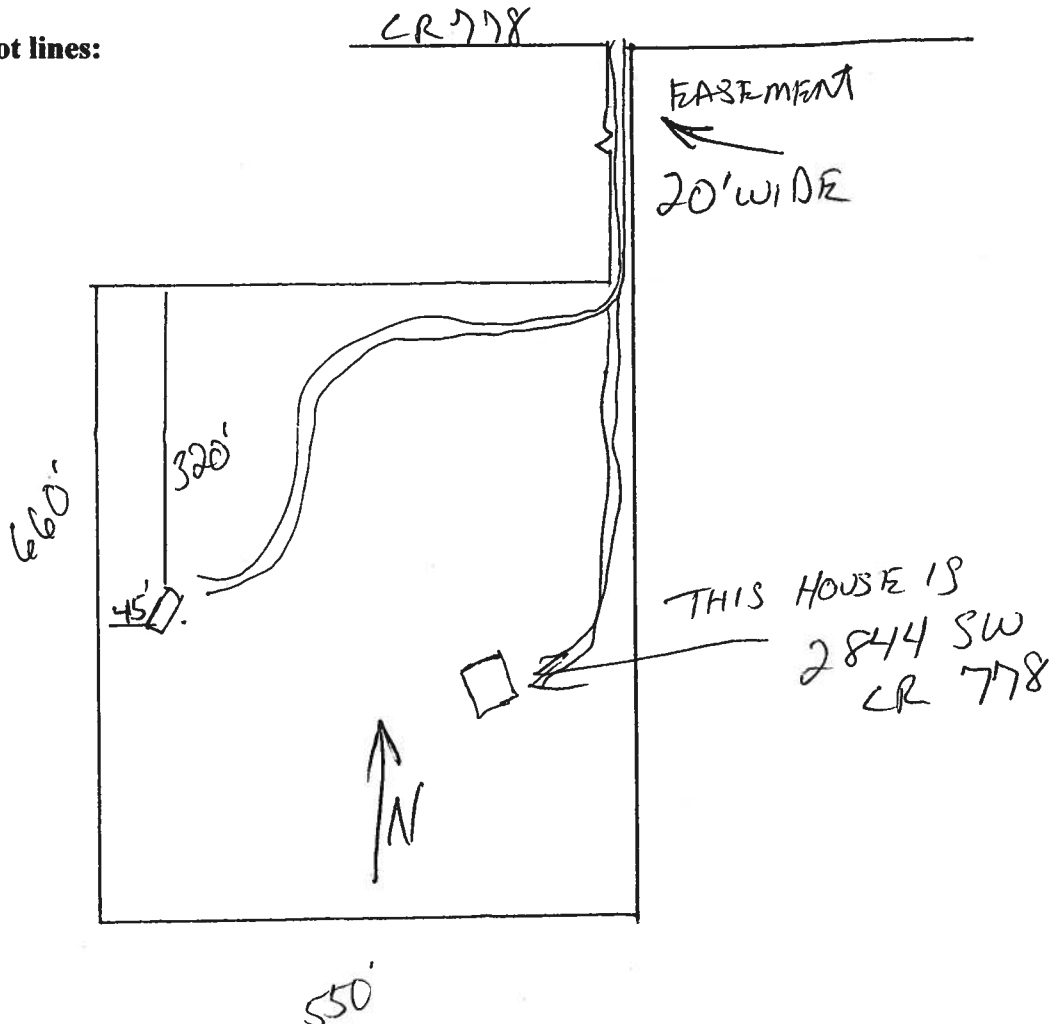 ot lines:
CR 778
EASEMENT
20' WIDE
320'
660'
45'
THIS HOUSE IS
2844 SW
CR 778
N
550'